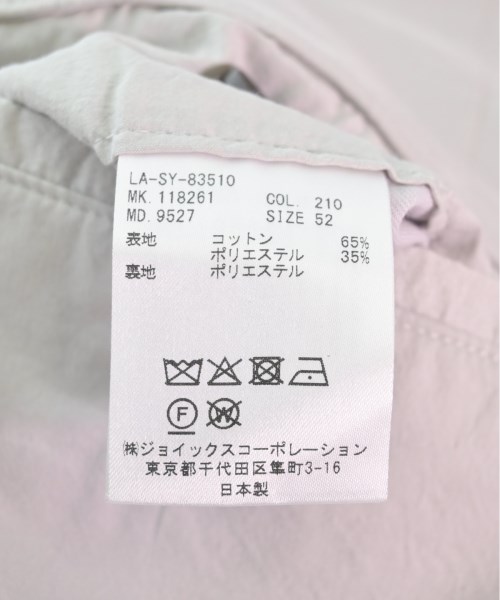 LA-SY-83510
MK. 118261 COL. 210
MD. 9527 SIZE 52
表地 コットン 65%
ポリエステル 35%
裏地 ポリエステル
F W
㈱ジョイックスコーポレーション
東京都千代田区隼町3-16
日本製